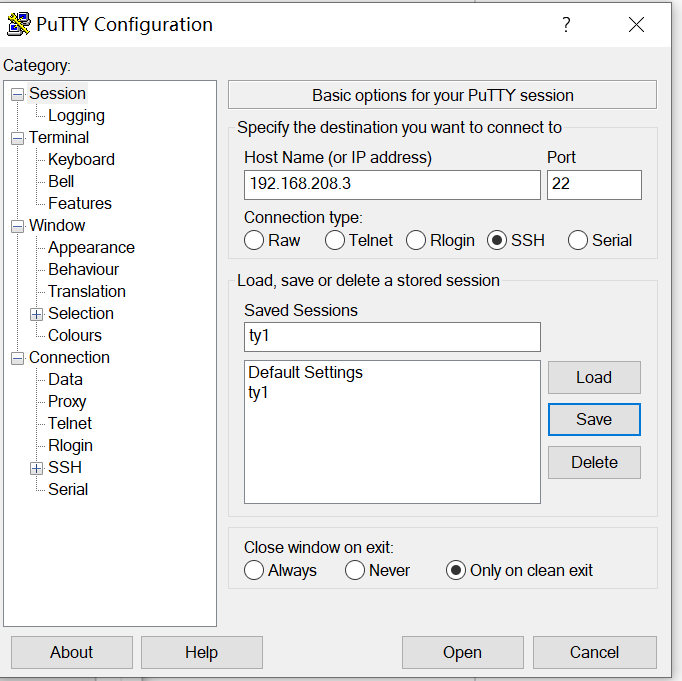 PuTTY Configuration
?
Category:
Session
Logging
Terminal
Keyboard
Bell
Features
Window
Appearance
Behaviour
Translation
Selection
Colours
Connection
Data
Proxy
Telnet
Rlogin
SSH
Serial
Basic options for your PuTTY session
Specify the destination you want to connect to
Host Name (or IP address) Port
192.168.208.3 22
Connection type:
Raw Telnet Rlogin SSH Serial
Load, save or delete a stored session
Saved Sessions
ty1
Default Settings
ty1
Load
Save
Delete
Close window on exit:
Always Never Only on clean exit
About Help Open Cancel